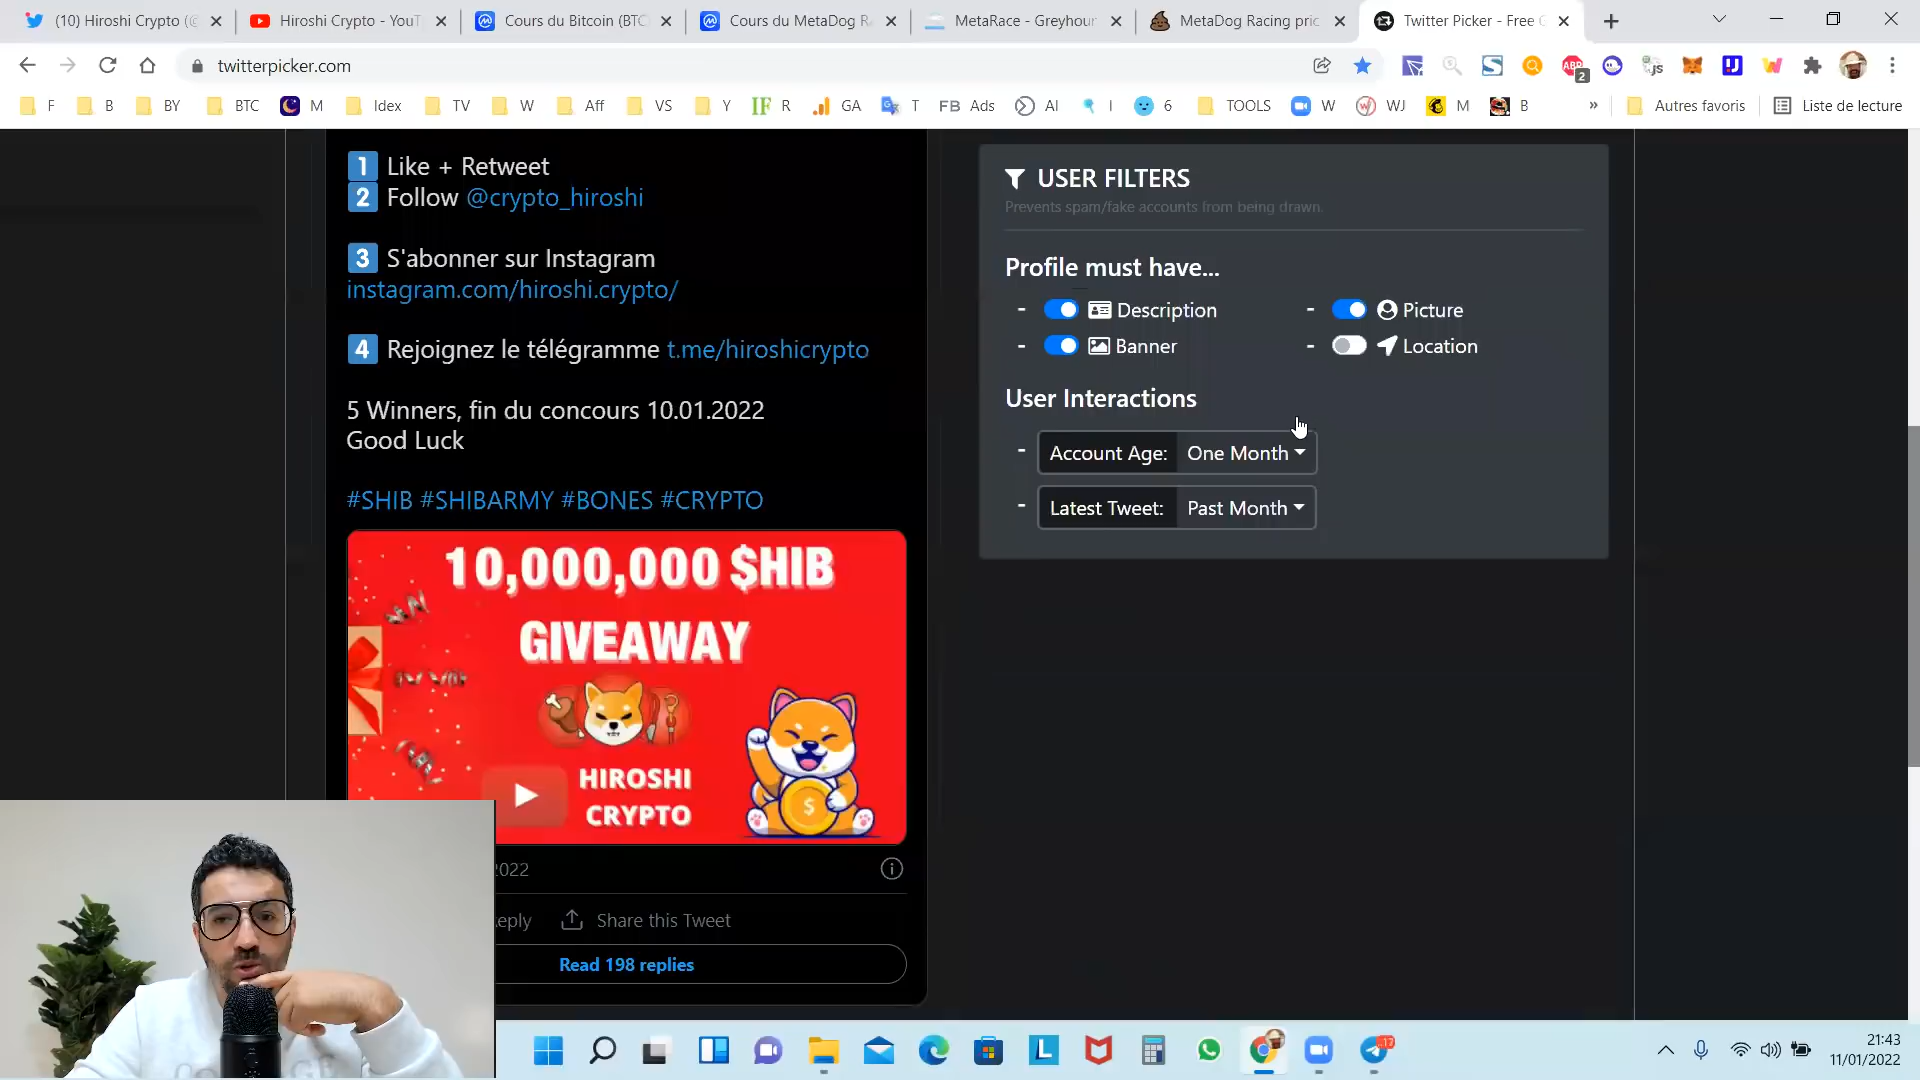 (10) Hiroshi Crypto (@
Hiroshi Crypto - YouT
Cours du Bitcoin (BTC
Cours du MetaDog R
MetaRace - Greyhour
MetaDog Racing pric
Twitter Picker - Free G
twitterpicker.com
2
F
B
BY
BTC
M
Idex
TV
W
Aff
VS
Y
IF R
GA
T
FB Ads
AI
I
6
TOOLS
W
WJ
M
B
»
Autres favoris
Liste de lecture
1 Like + Retweet
2 Follow @crypto_hiroshi
3 S'abonner sur Instagram
instagram.com/hiroshi.crypto/
4 Rejoignez le télégramme t.me/hiroshicrypto
5 Winners, fin du concours 10.01.2022
Good Luck
#SHIB #SHIBARMY #BONES #CRYPTO
10,000,000 $HIB
GIVEAWAY
HIROSHI
CRYPTO
2022
eply
Share this Tweet
Read 198 replies
USER FILTERS
Prevents spam/fake accounts from being drawn.
Profile must have...
- Description
- Picture
- Banner
- Location
User Interactions
- Account Age: One Month
- Latest Tweet: Past Month
21:43
11/01/2022